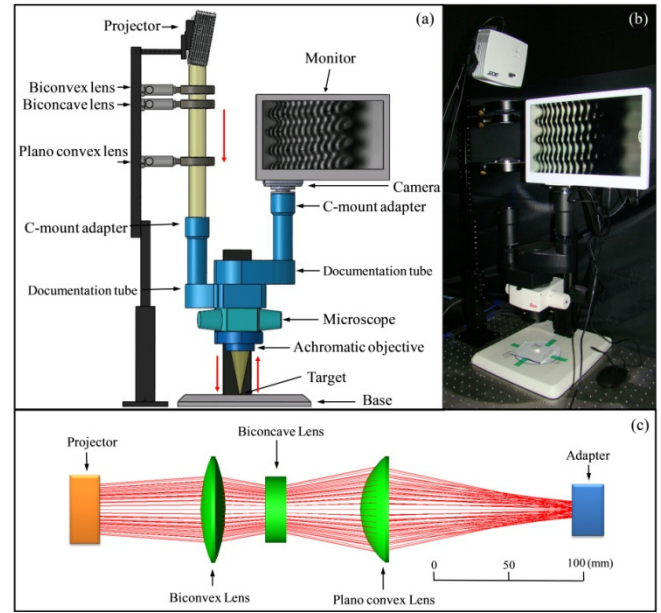 (a)
Projector
Monitor
Biconvex lens
Biconcave lens
Plano convex lens
Camera
C-mount adapter
C-mount adapter
Documentation tube
Documentation tube
Microscope
Achromatic objective
Target
Base
(b)
acer
(c)
Biconcave Lens
Projector
Adapter
Biconvex Lens
Plano convex Lens
0
50
100 (mm)